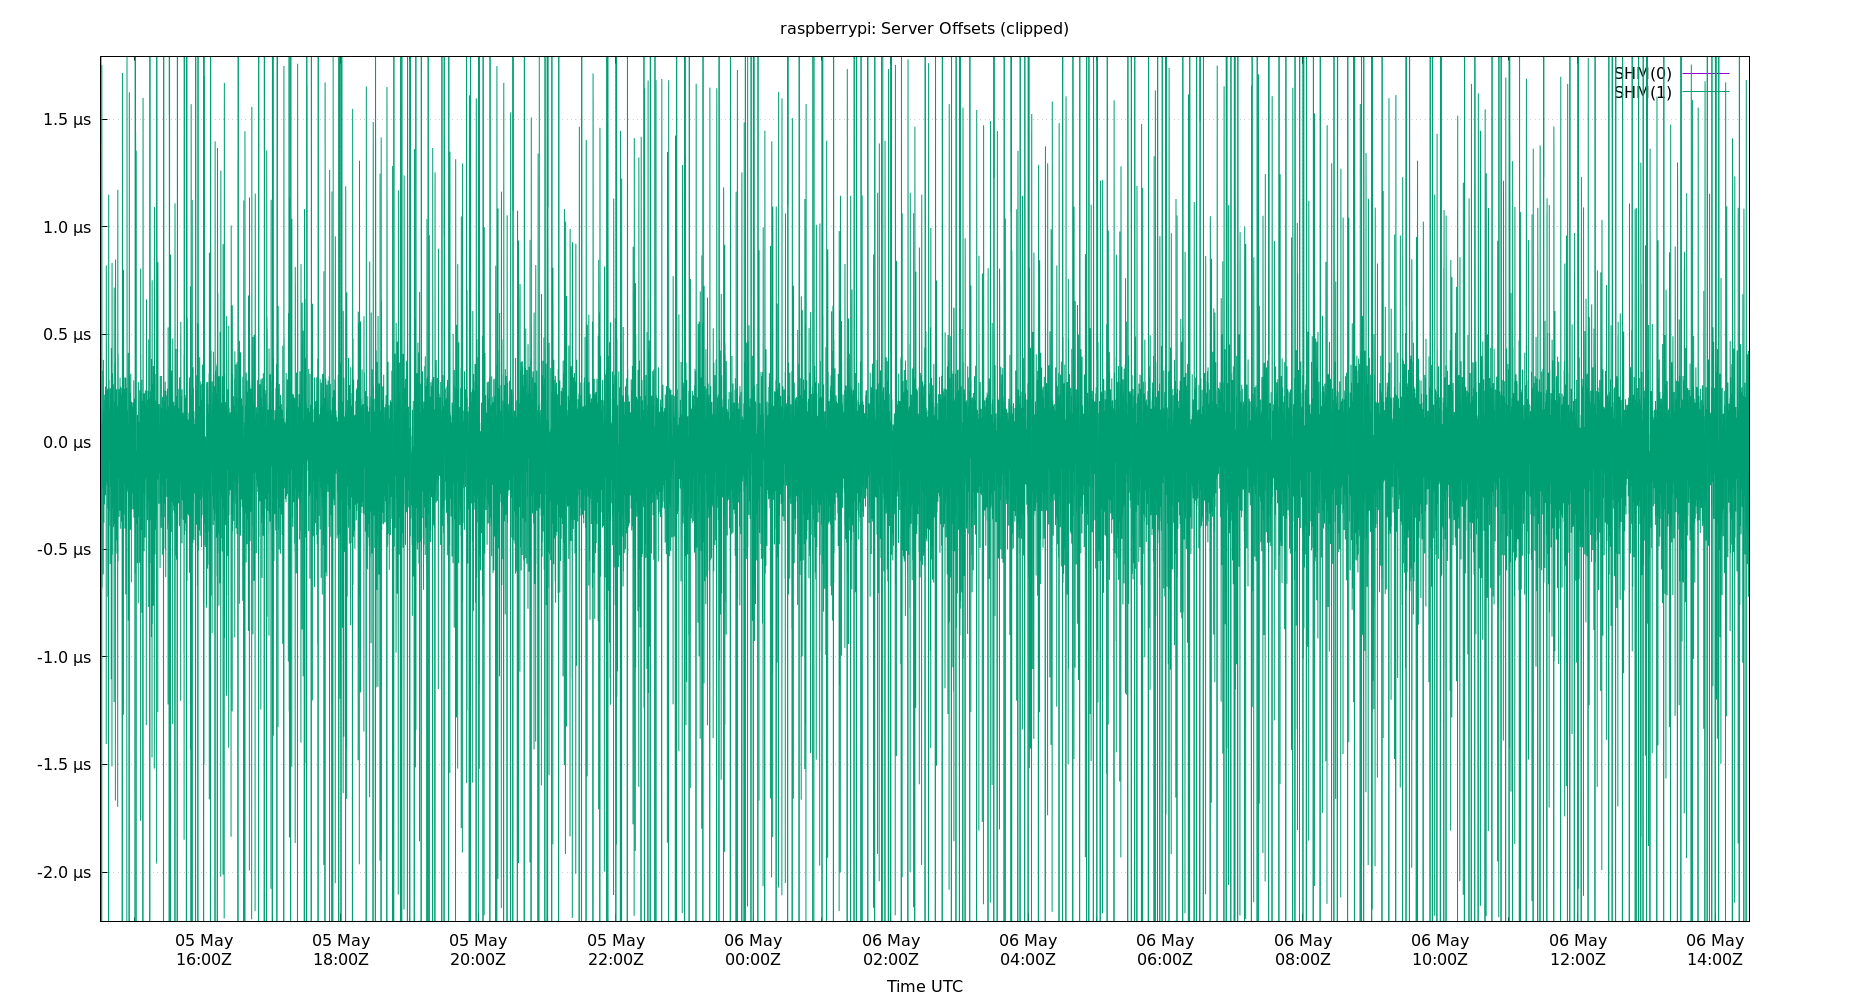 raspberrypi: Server Offsets (clipped)
SHM(0)
SHM(1)
1.5 µs
1.0 µs
0.5 µs
0.0 µs
-0.5 µs
-1.0 µs
-1.5 µs
-2.0 µs
05 May 05 May 05 May 05 May 06 May 06 May 06 May 06 May 06 May 06 May 06 May 06 May
16:00Z 18:00Z 20:00Z 22:00Z 00:00Z 02:00Z 04:00Z 06:00Z 08:00Z 10:00Z 12:00Z 14:00Z
Time UTC